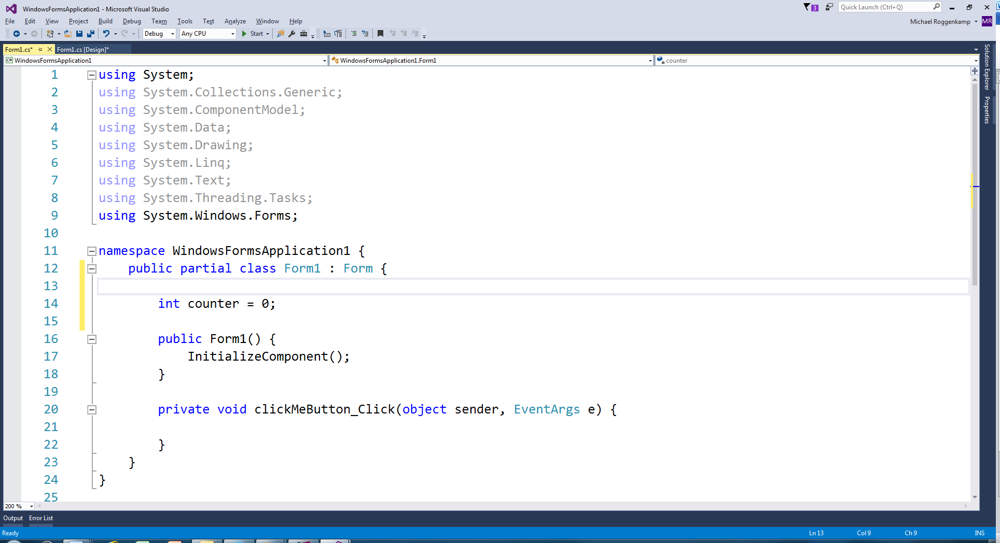 WindowsFormsApplication1 - Microsoft Visual Studio
3
Quick Launch (Ctrl+Q)
File Edit View Project Build Debug Team Tools Test Analyze Window Help
Michael Roggenkamp MR
Debug Any CPU Start
Form1.cs* Form1.cs [Design]*
C# WindowsFormsApplication1 WindowsFormsApplication1.Form1 counter
Solution Explorer
Properties
1 using System;
2 using System.Collections.Generic;
3 using System.ComponentModel;
4 using System.Data;
5 using System.Drawing;
6 using System.Linq;
7 using System.Text;
8 using System.Threading.Tasks;
9 using System.Windows.Forms;
10
11 namespace WindowsFormsApplication1 {
12 public partial class Form1 : Form {
13
14 int counter = 0;
15
16 public Form1() {
17 InitializeComponent();
18 }
19
20 private void clickMeButton_Click(object sender, EventArgs e) {
21
22 }
23 }
24 }
25
200 %
Output Error List
Ready Ln 13 Col 9 Ch 9 INS